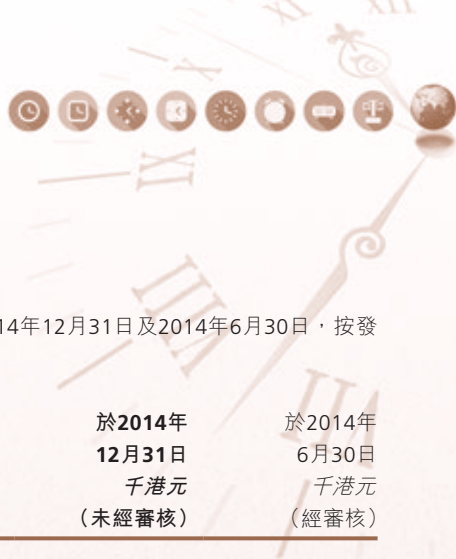 14年12月31日及2014年6月30日，按發
於2014年 於2014年
12月31日 6月30日
千港元 千港元
（未經審核） （經審核）